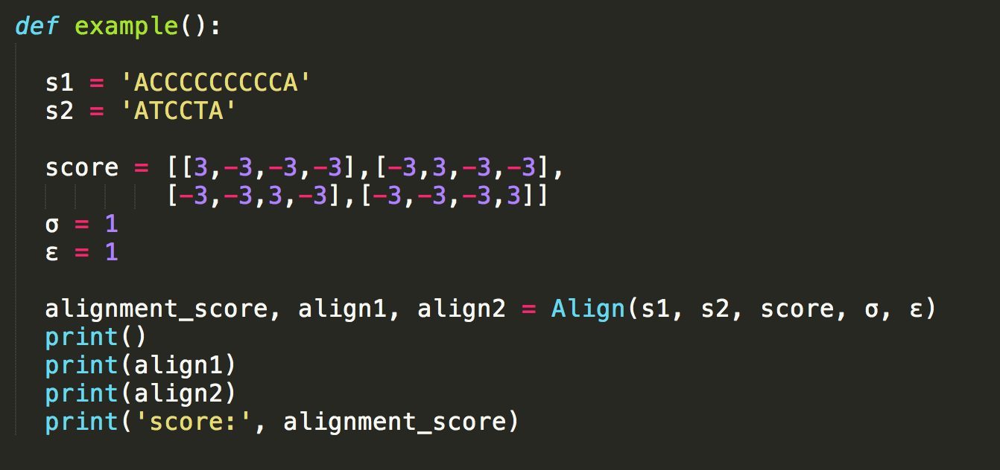 def example():
s1 = 'ACCCCCCCCCA'
s2 = 'ATCCTA'
score = [[3,-3,-3,-3],[-3,3,-3,-3],
[-3,-3,3,-3],[-3,-3,-3,3]]
σ = 1
ε = 1
alignment_score, align1, align2 = Align(s1, s2, score, σ, ε)
print()
print(align1)
print(align2)
print('score:', alignment_score)